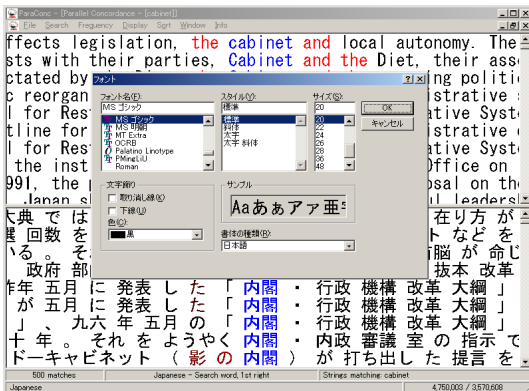 ParaConc - [Parallel Concordance - [cabinet]]
File Search Frequency Display Sort Window Info
ffects legislation, the cabinet and local autonomy. The
sts with their parties, Cabinet and the Diet, their asso
ctated by
ng politi
c reorgan
istrative
l for Res
ative Syst
tline for
istrative
l for Res
ative Syst
the inst
Office on
991, the p
osal on th
Japan
leaders
フォント
フォント名(F):
MS ゴシック
MS ゴシック
MS 明朝
MT Extra
OCRB
Palatino Linotype
PMingLiU
Roman
スタイル(Y):
標準
標準
斜体
太字
太字 斜体
サイズ(S):
20
20
22
24
26
28
36
48
OK
キャンセル
文字飾り
取り消し線(K)
下線(U)
色(C):
黒
サンプル
Aaあぁアァ亜
書体の種類(R):
日本語
大典 で は
在り方 が
選 回数 を
ト など を
いる 。 そ
脳 が 命じ
政府 部
抜本 改革
昨年 五月 に 発表 し た 「 内閣 ・ 行政 機構 改革 大綱 」
が 五月 に 発表 し た 「 内閣 ・ 行政 機構 改革 大綱 」
」 、 九六 年 五月 の 「 内閣 ・ 行政 機構 改革 大綱 」
十 年 。 それ を ようやく 内閣 ・ 内政 審議 室 の 指示 で
ドーキャビネット ( 影 の 内閣 ) が 打ち出し た 提言 を
500 matches
Japanese - Search word, 1st right
Strings matching: cabinet
Japanese
4,750,003 / 3,570,608